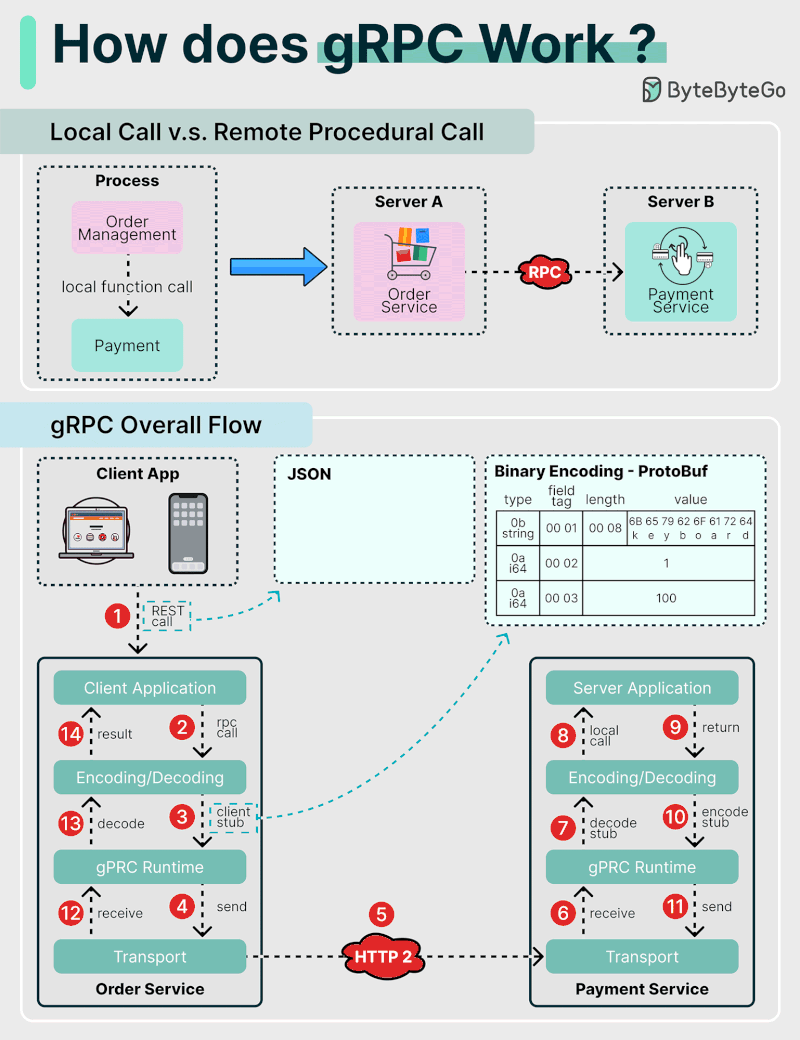 How does gRPC Work ?
ByteByteGo
Local Call v.s. Remote Procedural Call
Process
Order
Management
local function call
Payment
Server A
Order
Service
RPC
Server B
Payment
Service
gRPC Overall Flow
Client App
JSON
Binary Encoding - ProtoBuf
type
field
tag
length
value
0b
string
00 01
00 08
6B 65 79 62 6F 61 72 64
k e y b o a r d
0a
i64
00 02
1
0a
i64
00 03
100
1
REST
call
Client Application
14
result
2
rpc
call
Encoding/Decoding
13
decode
3
client
stub
gPRC Runtime
12
receive
4
send
Transport
Order Service
5
HTTP 2
Server Application
8
local
call
9
return
Encoding/Decoding
7
decode
stub
10
encode
stub
gPRC Runtime
6
receive
11
send
Transport
Payment Service